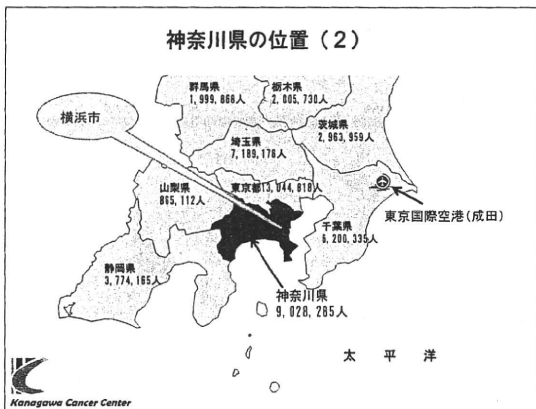 神奈川県の位置（2）
群馬県
1,999,868人
栃木県
2,005,730人
横浜市
茨城県
2,963,959人
埼玉県
7,189,176人
山梨県
865,112人
東京都13,044,818人
東京国際空港(成田)
千葉県
6,200,335人
静岡県
3,774,165人
神奈川県
9,028,285人
太平洋
Kanagawa Cancer Center